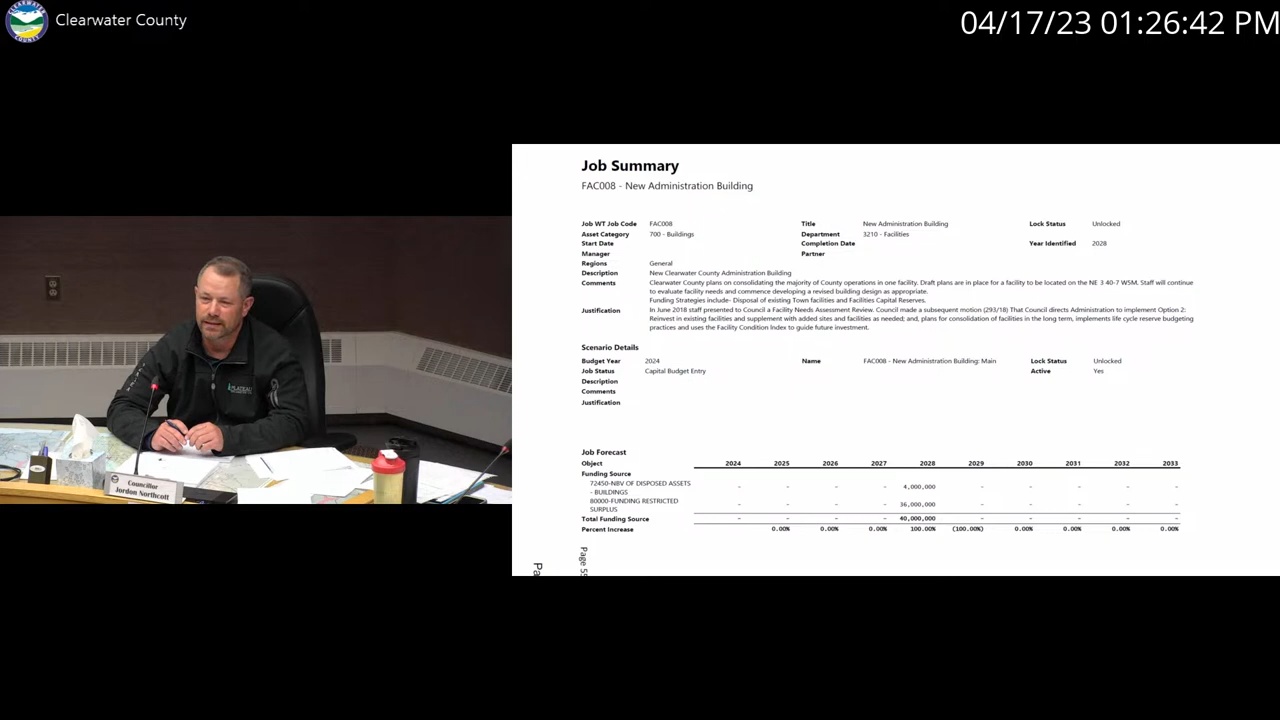 Clearwater County
04/17/23 01:26:42 PM
Job Summary
FAC008 - New Administration Building
Job WT Job Code FAC008 Title New Administration Building Lock Status Unlocked
Asset Category 700 - Buildings Department 3210 - Facilities
Start Date Completion Date Year Identified 2028
Manager Partner
Regions General
Description New Clearwater County Administration Building
Comments Clearwater County plans on consolidating the majority of County operations in one facility. Draft plans are in place for a facility to be located on the NE 3 40-7 W5M. Staff will continue
to evaluate facility needs and commence developing a revised building design as appropriate.
Funding Strategies include- Disposal of existing Town facilities and Facilities Capital Reserves.
Justification In June 2018 staff presented to Council a Facility Needs Assessment Review. Council made a subsequent motion (293/18) That Council directs Administration to implement Option 2:
Reinvest in existing facilities and supplement with added sites and facilities as needed; and, plans for consolidation of facilities in the long term, implements life cycle reserve budgeting
practices and uses the Facility Condition Index to guide future investment.
Scenario Details
Budget Year 2024 Name FAC008 - New Administration Building: Main Lock Status Unlocked
Job Status Capital Budget Entry Active Yes
Description
Comments
Justification
Job Forecast
Object 2024 2025 2026 2027 2028 2029 2030 2031 2032 2033
Funding Source
72450-NBV OF DISPOSED ASSETS
- BUILDINGS - - - - 4,000,000 - - - - -
80000-FUNDING RESTRICTED
SURPLUS - - - - 36,000,000 - - - - -
Total Funding Source - - - - 40,000,000 - - - - -
Percent Increase 0.00% 0.00% 0.00% 100.00% (100.00%) 0.00% 0.00% 0.00% 0.00%
Councillor
Jordon Northcott
PLATEAU